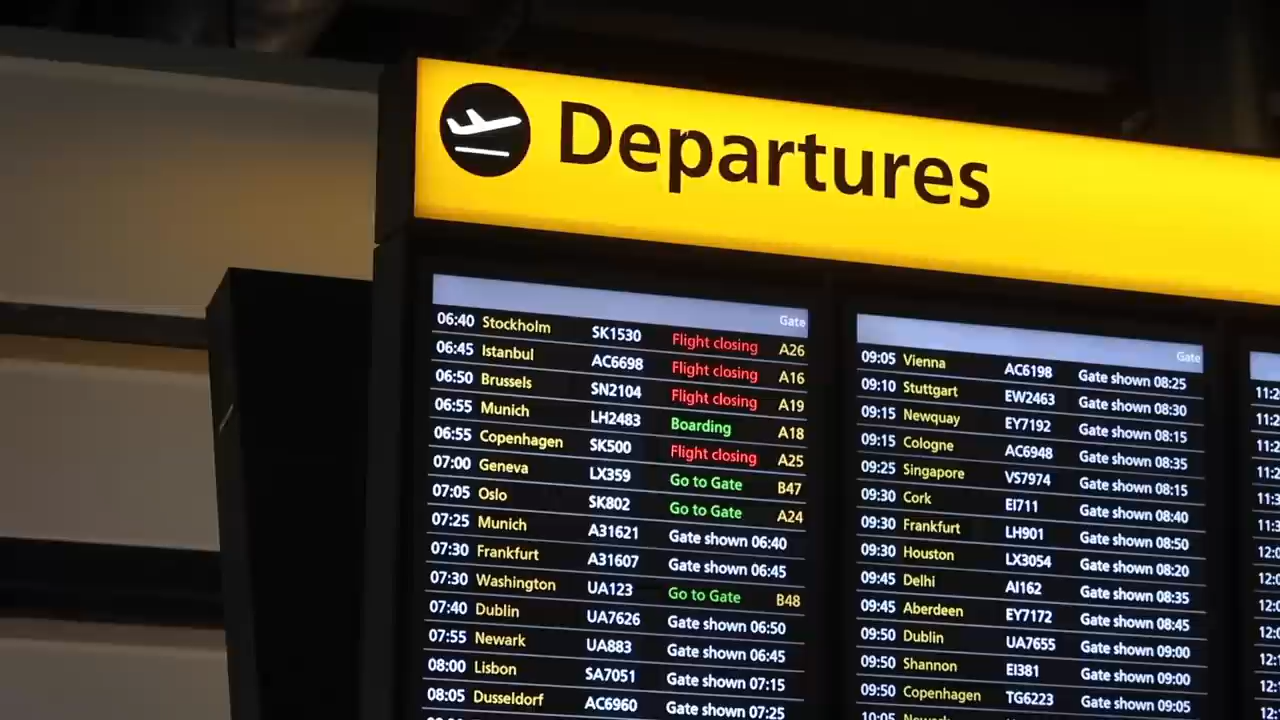 Departures
Gate
06:40 Stockholm SK1530 Flight closing A26
06:45 Istanbul AC6698 Flight closing A16
06:50 Brussels SN2104 Flight closing A19
06:55 Munich LH2483 Boarding A18
06:55 Copenhagen SK500 Flight closing A25
07:00 Geneva LX359 Go to Gate B47
07:05 Oslo SK802 Go to Gate A24
07:25 Munich A31621 Gate shown 06:40
07:30 Frankfurt A31607 Gate shown 06:45
07:30 Washington UA123 Go to Gate B48
07:40 Dublin UA7626 Gate shown 06:50
07:55 Newark UA883 Gate shown 06:45
08:00 Lisbon SA7051 Gate shown 07:15
08:05 Dusseldorf AC6960 Gate shown 07:25
Gate
09:05 Vienna AC6198 Gate shown 08:25
09:10 Stuttgart EW2463 Gate shown 08:30
09:15 Newquay EY7192 Gate shown 08:15
09:15 Cologne AC6948 Gate shown 08:35
09:25 Singapore VS7974 Gate shown 08:15
09:30 Cork EI711 Gate shown 08:40
09:30 Frankfurt LH901 Gate shown 08:50
09:30 Houston LX3054 Gate shown 08:20
09:45 Delhi AI162 Gate shown 08:35
09:45 Aberdeen EY7172 Gate shown 08:45
09:50 Dublin UA7655 Gate shown 09:00
09:50 Shannon EI381 Gate shown 09:00
09:50 Copenhagen TG6223 Gate shown 09:05
10:05